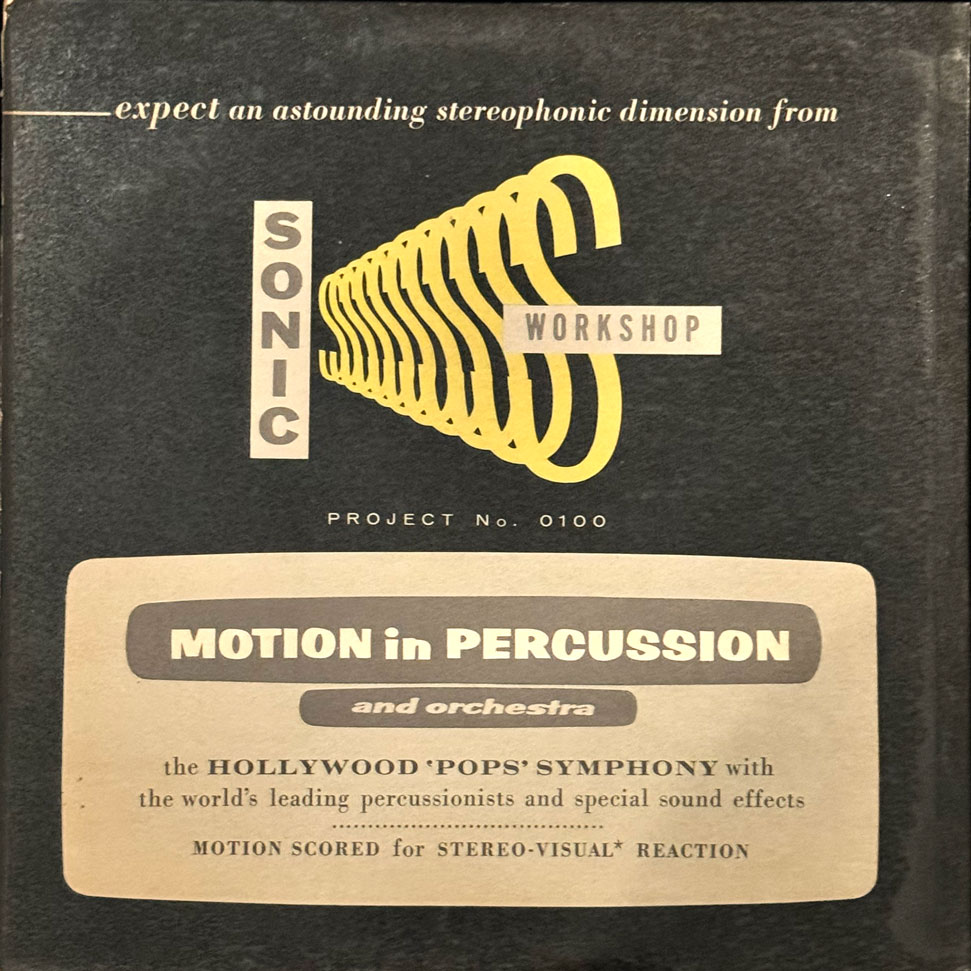 expect an astounding stereophonic dimension from
SONIC
WORKSHOP
PROJECT No. 0100
MOTION in PERCUSSION
and orchestra
the HOLLYWOOD ‘POPS’ SYMPHONY with
the world’s leading percussionists and special sound effects
MOTION SCORED for STEREO-VISUAL* REACTION